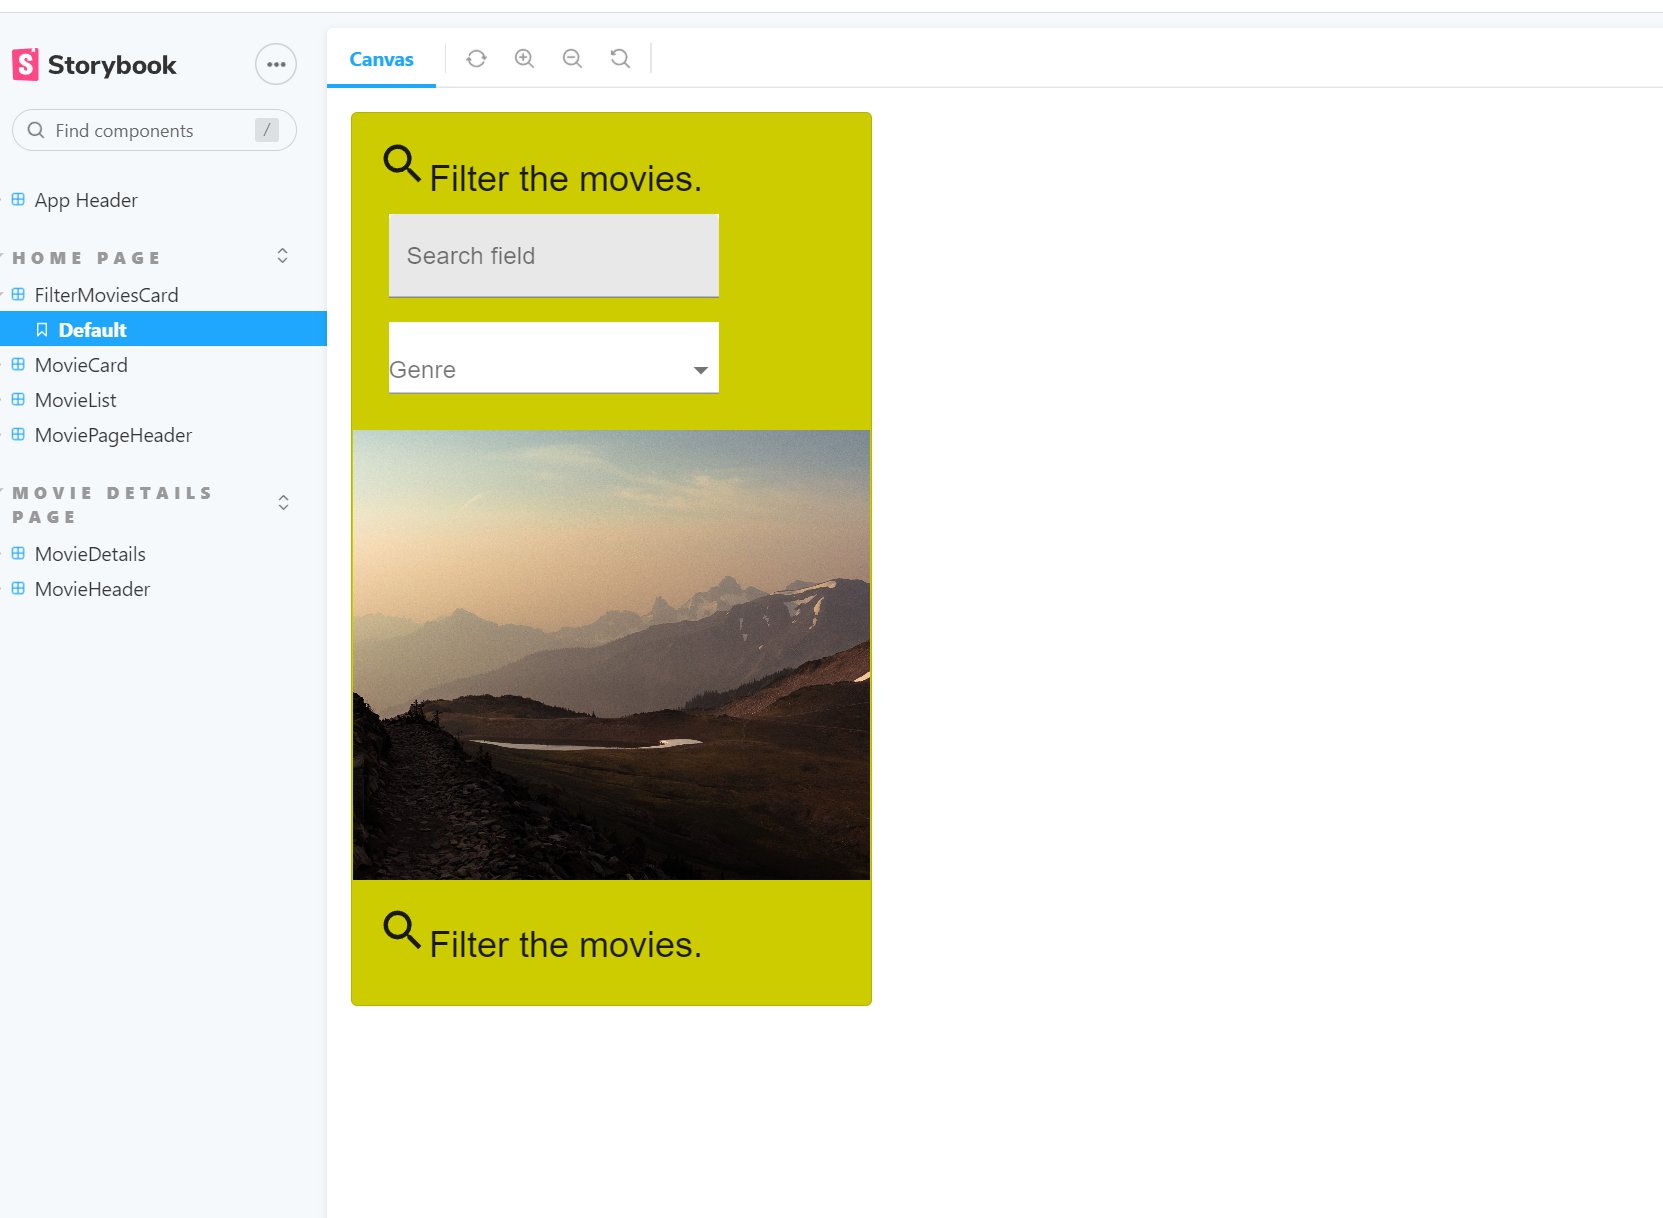 Storybook
Find components /
App Header
HOME PAGE
FilterMoviesCard
Default
MovieCard
MovieList
MoviePageHeader
MOVIE DETAILS
PAGE
MovieDetails
MovieHeader
Canvas
Filter the movies.
Search field
Genre
Filter the movies.